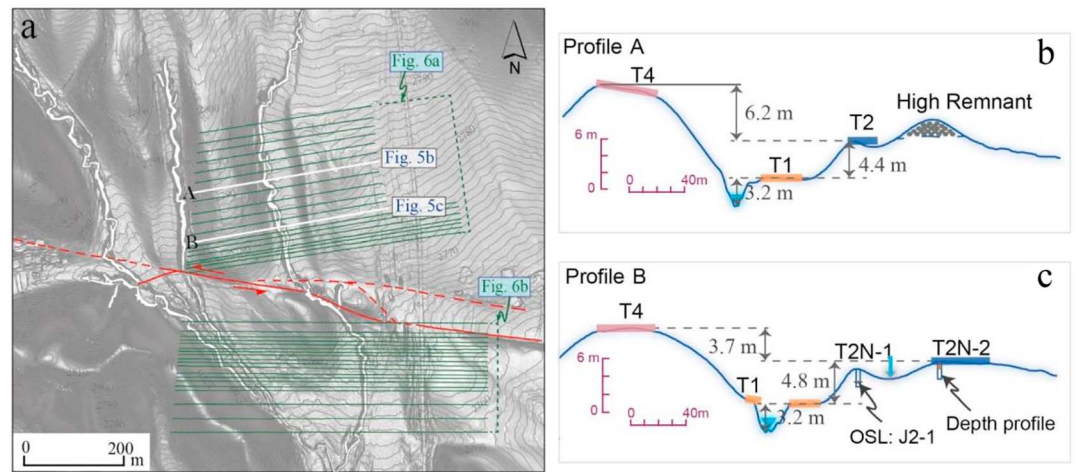 a
N
Fig. 6a
Fig. 5b
A
Fig. 5c
B
Fig. 6b
0 200
m
Profile A
b
T4
6.2 m
High Remnant
T2
6 m
T1
4.4 m
0
3.2 m
0 40m
Profile B
c
T4
3.7 m
T2N-1
T2N-2
6 m
T1
4.8 m
0
3.2 m
0 40m
OSL: J2-1
Depth profile